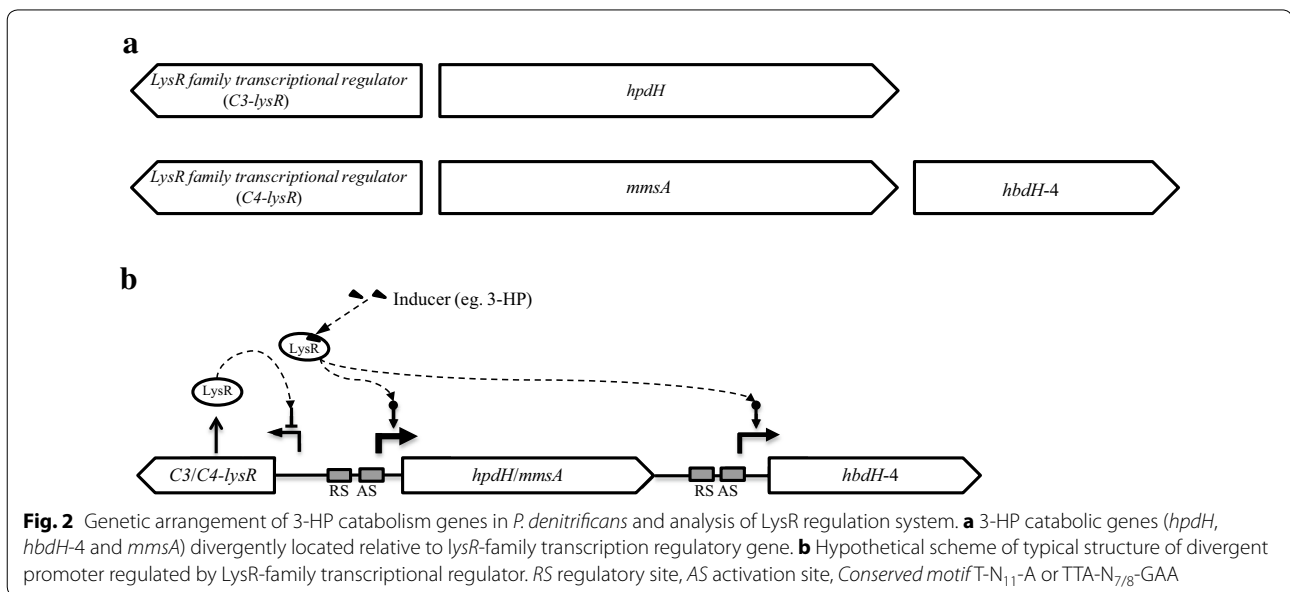 a
LysR family transcriptional regulator
(C3-lysR)
hpdH
LysR family transcriptional regulator
(C4-lysR)
mmsA
hbdH-4
b
Inducer (eg. 3-HP)
LysR
LysR
C3/C4-lysR
RS AS
hpdH/mmsA
RS AS
hbdH-4
Fig. 2 Genetic arrangement of 3-HP catabolism genes in P. denitrificans and analysis of LysR regulation system. a 3-HP catabolic genes (hpdH,
hbdH-4 and mmsA) divergently located relative to lysR-family transcription regulatory gene. b Hypothetical scheme of typical structure of divergent
promoter regulated by LysR-family transcriptional regulator. RS regulatory site, AS activation site, Conserved motif T-N11-A or TTA-N7/8-GAA